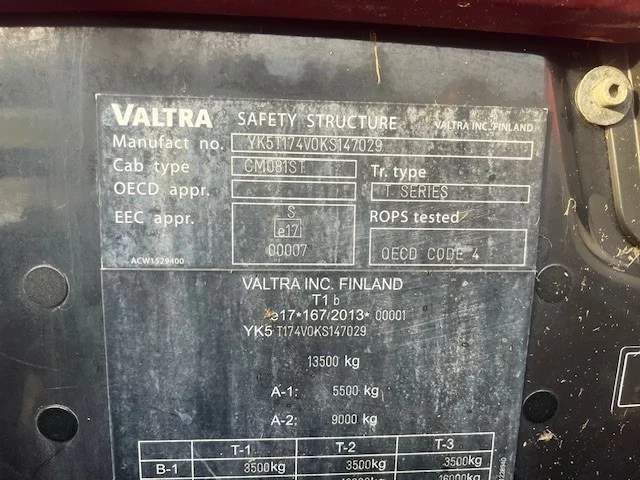 VALTRA SAFETY STRUCTURE VALTRA INC. FINLAND
Manufact no. YK5T174V0KS147029
Cab type CM081ST Tr. type
OECD appr. T SERIES
EEC appr. S ROPS tested
e17
00007 OECD CODE 4
ACW1529400
VALTRA INC. FINLAND
T1 b
e17*167/2013* 00001
YK5 T174V0KS147029
13500 kg
A-1: 5500 kg
A-2: 9000 kg
T-1 T-2 T-3
B-1 3500kg 3500kg 3500kg
16000kg